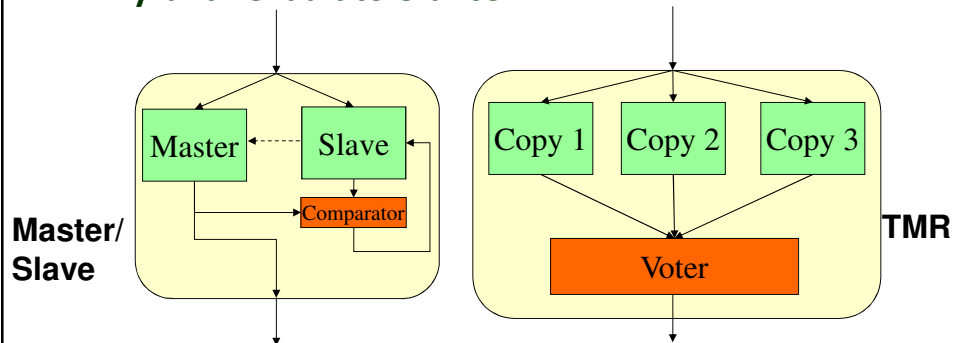 Master
Slave
Comparator
Master/
Slave
Copy 1
Copy 2
Copy 3
Voter
TMR